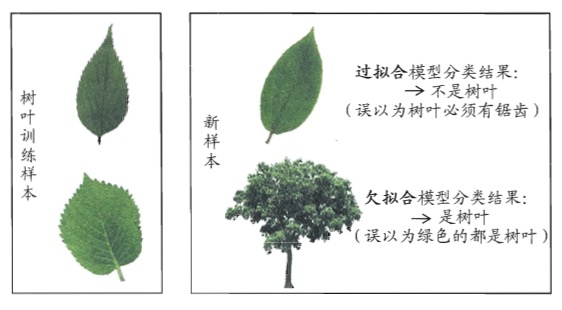 树叶训练样本
新样本
过拟合模型分类结果：
→ 不是树叶
（误以为树叶必须有锯齿）
欠拟合模型分类结果：
→ 是树叶
（误以为绿色的都是树叶）